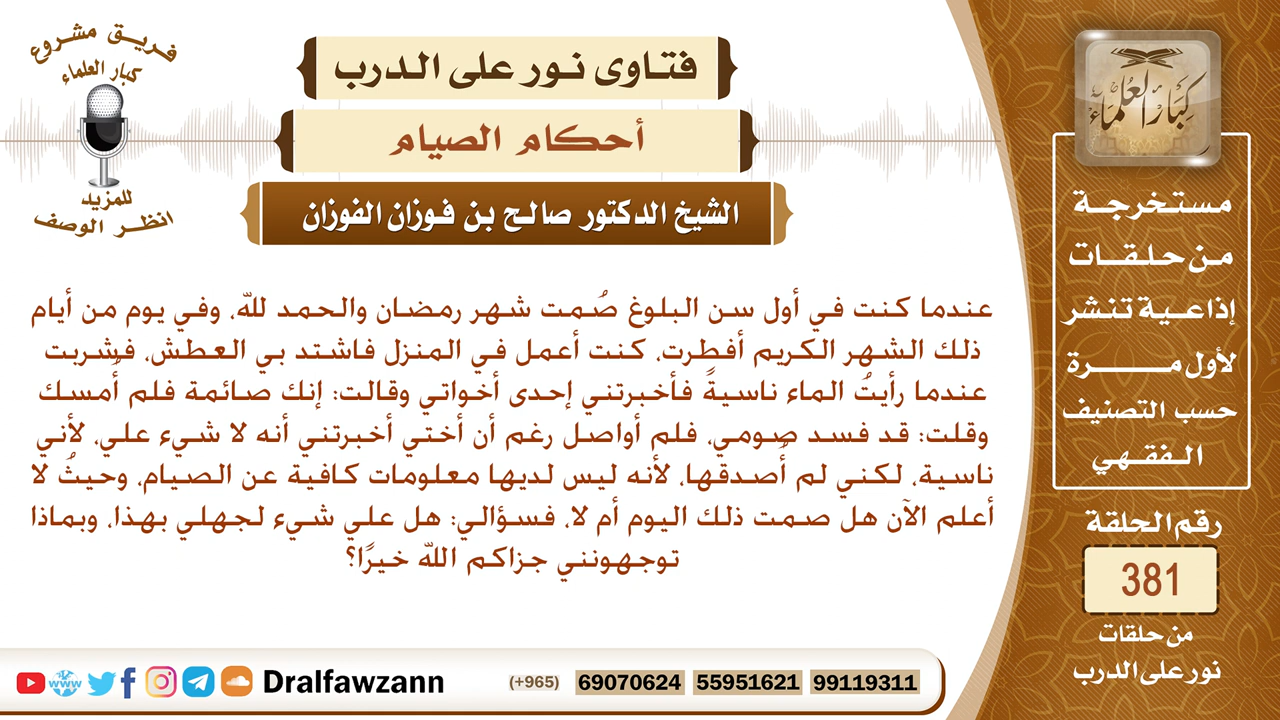 فريق مشروع
كبار العلماء
للمزيد
انظر الوصف
فتاوى نور على الدرب
أحكام الصيام
الشيخ الدكتور صالح بن فوزان الفوزان
عندما كنت في أول سن البلوغ صُمت شهر رمضان والحمد لله، وفي يوم من أيام
ذلك الشهر الكريم أفطرت، كنت أعمل في المنزل فاشتد بي العطش، فشربت
عندما رأيتُ الماء ناسيةً فأخبرتني إحدى أخواتي وقالت: إنك صائمة فلم أُمسك
وقلت: قد فسد صومي، فلم أواصل رغم أن أختي أخبرتني أنه لا شيء علي، لأني
ناسية، لكني لم أُصدقها، لأنه ليس لديها معلومات كافية عن الصيام، وحيثُ لا
أعلم الآن هل صمت ذلك اليوم أم لا، فسؤالي: هل علي شيء لجهلي بهذا، وبماذا
توجهونني جزاكم الله خيرًا؟
كبار العلماء
مستخرجة
من حلقات
إذاعية تنشر
لأول مرة
حسب التصنيف
الفقهي
رقم الحلقة
381
من حلقات
نور على الدرب
Dralfawzann (+965) 69070624 55951621 99119311